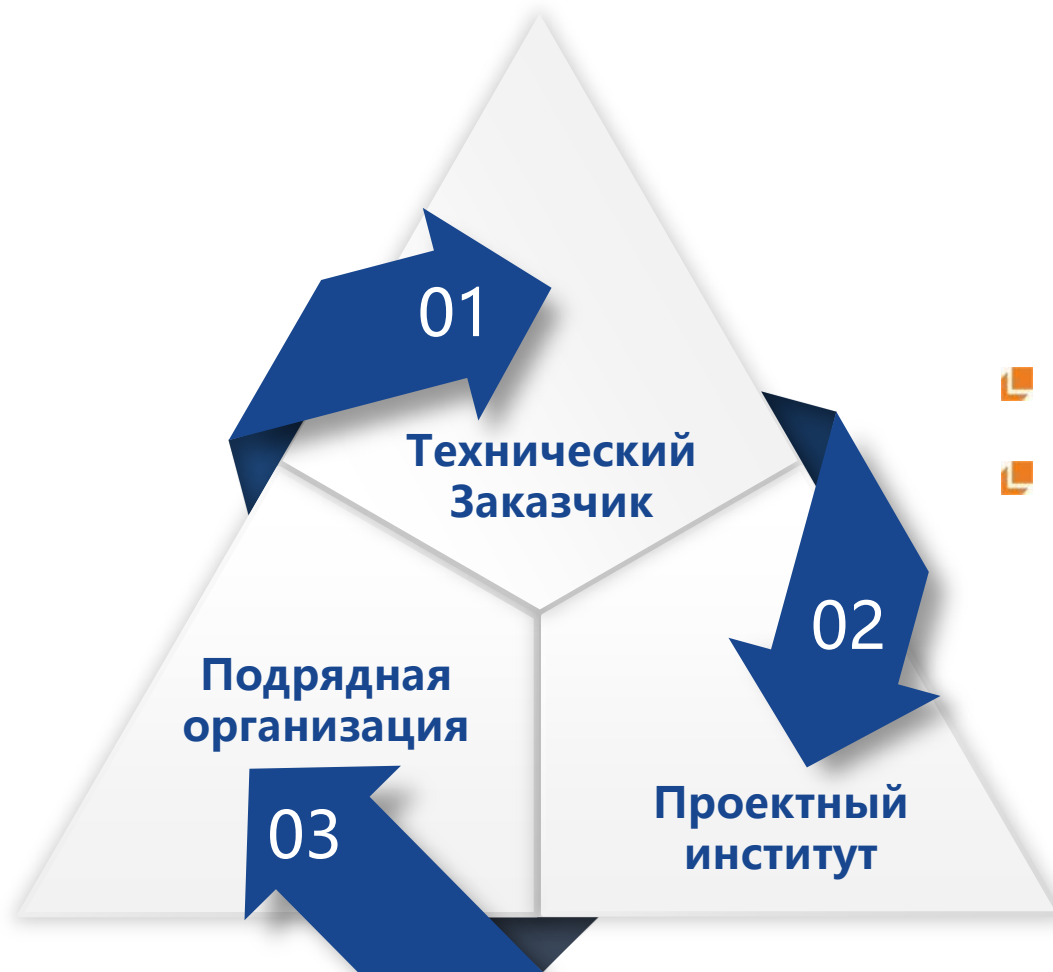 01
Технический
Заказчик
02
Подрядная
организация
Проектный
институт
03